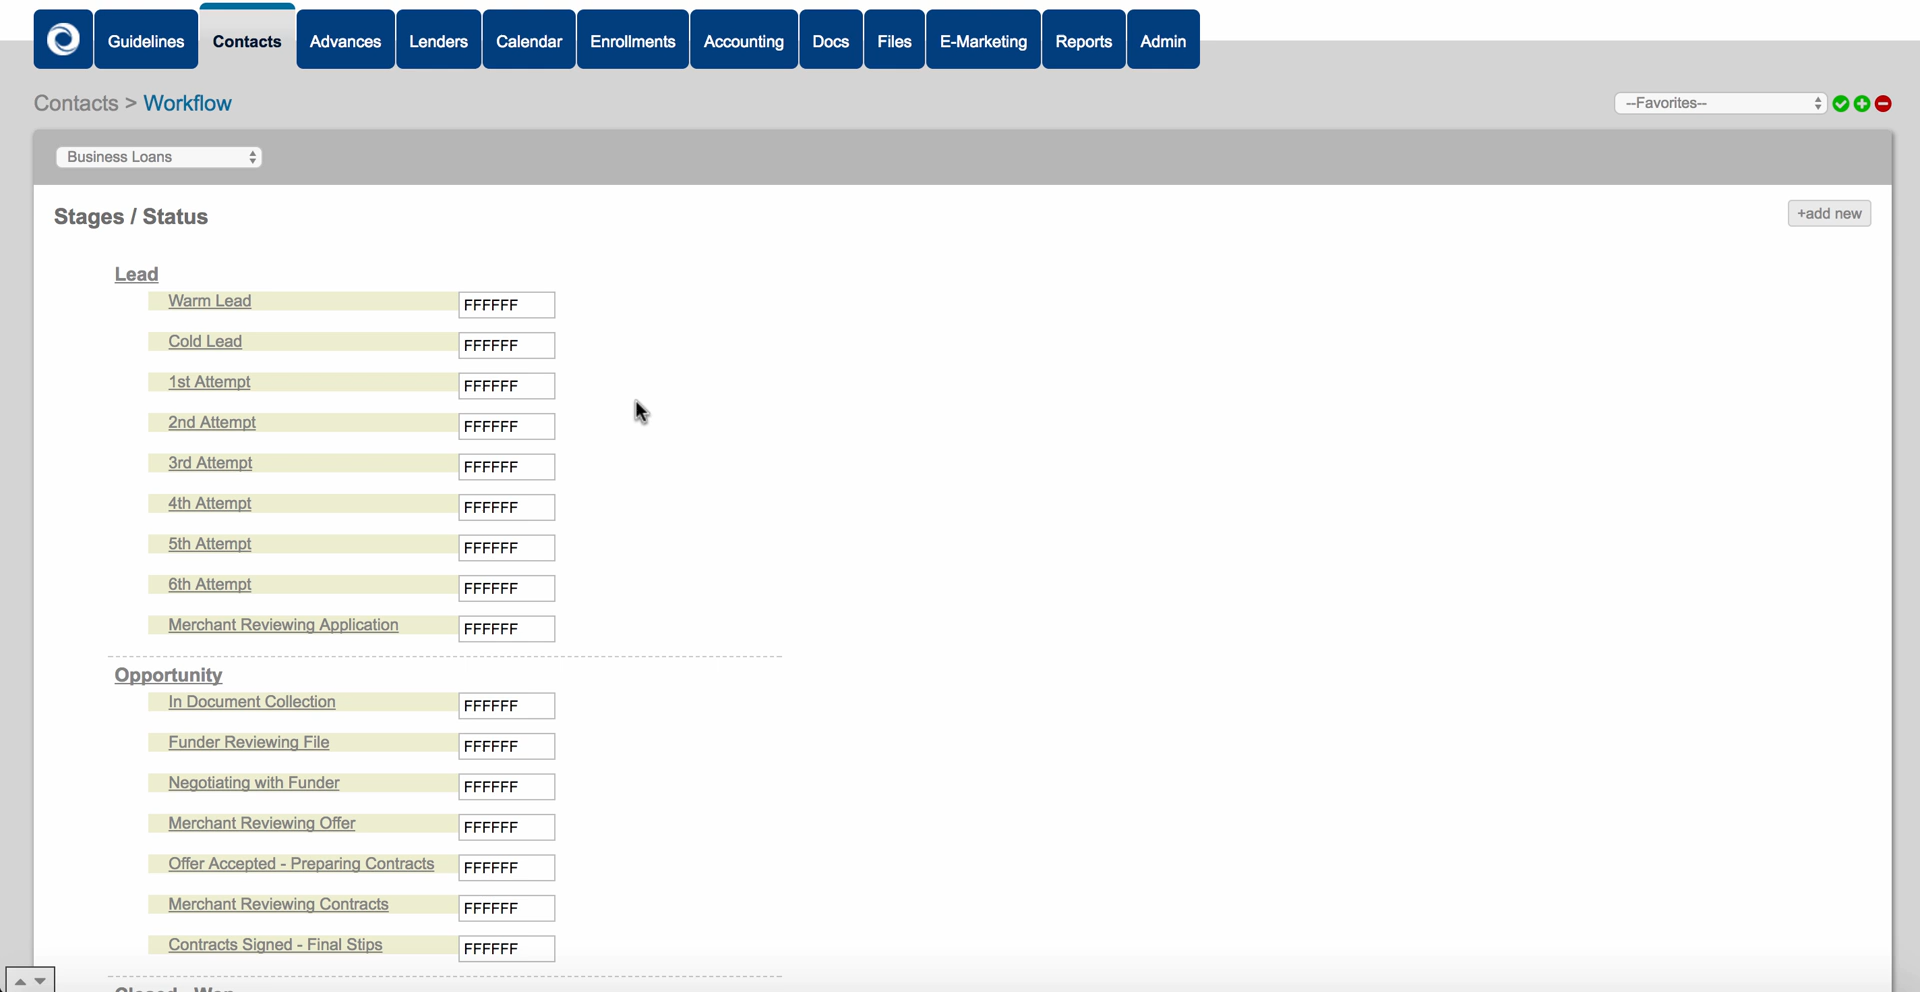 Guidelines Contacts Advances Lenders Calendar Enrollments Accounting Docs Files E-Marketing Reports Admin
Contacts > Workflow
--Favorites--
Business Loans
Stages / Status
+add new
Lead
Warm Lead FFFFFF
Cold Lead FFFFFF
1st Attempt FFFFFF
2nd Attempt FFFFFF
3rd Attempt FFFFFF
4th Attempt FFFFFF
5th Attempt FFFFFF
6th Attempt FFFFFF
Merchant Reviewing Application FFFFFF
Opportunity
In Document Collection FFFFFF
Funder Reviewing File FFFFFF
Negotiating with Funder FFFFFF
Merchant Reviewing Offer FFFFFF
Offer Accepted - Preparing Contracts FFFFFF
Merchant Reviewing Contracts FFFFFF
Contracts Signed - Final Stips FFFFFF